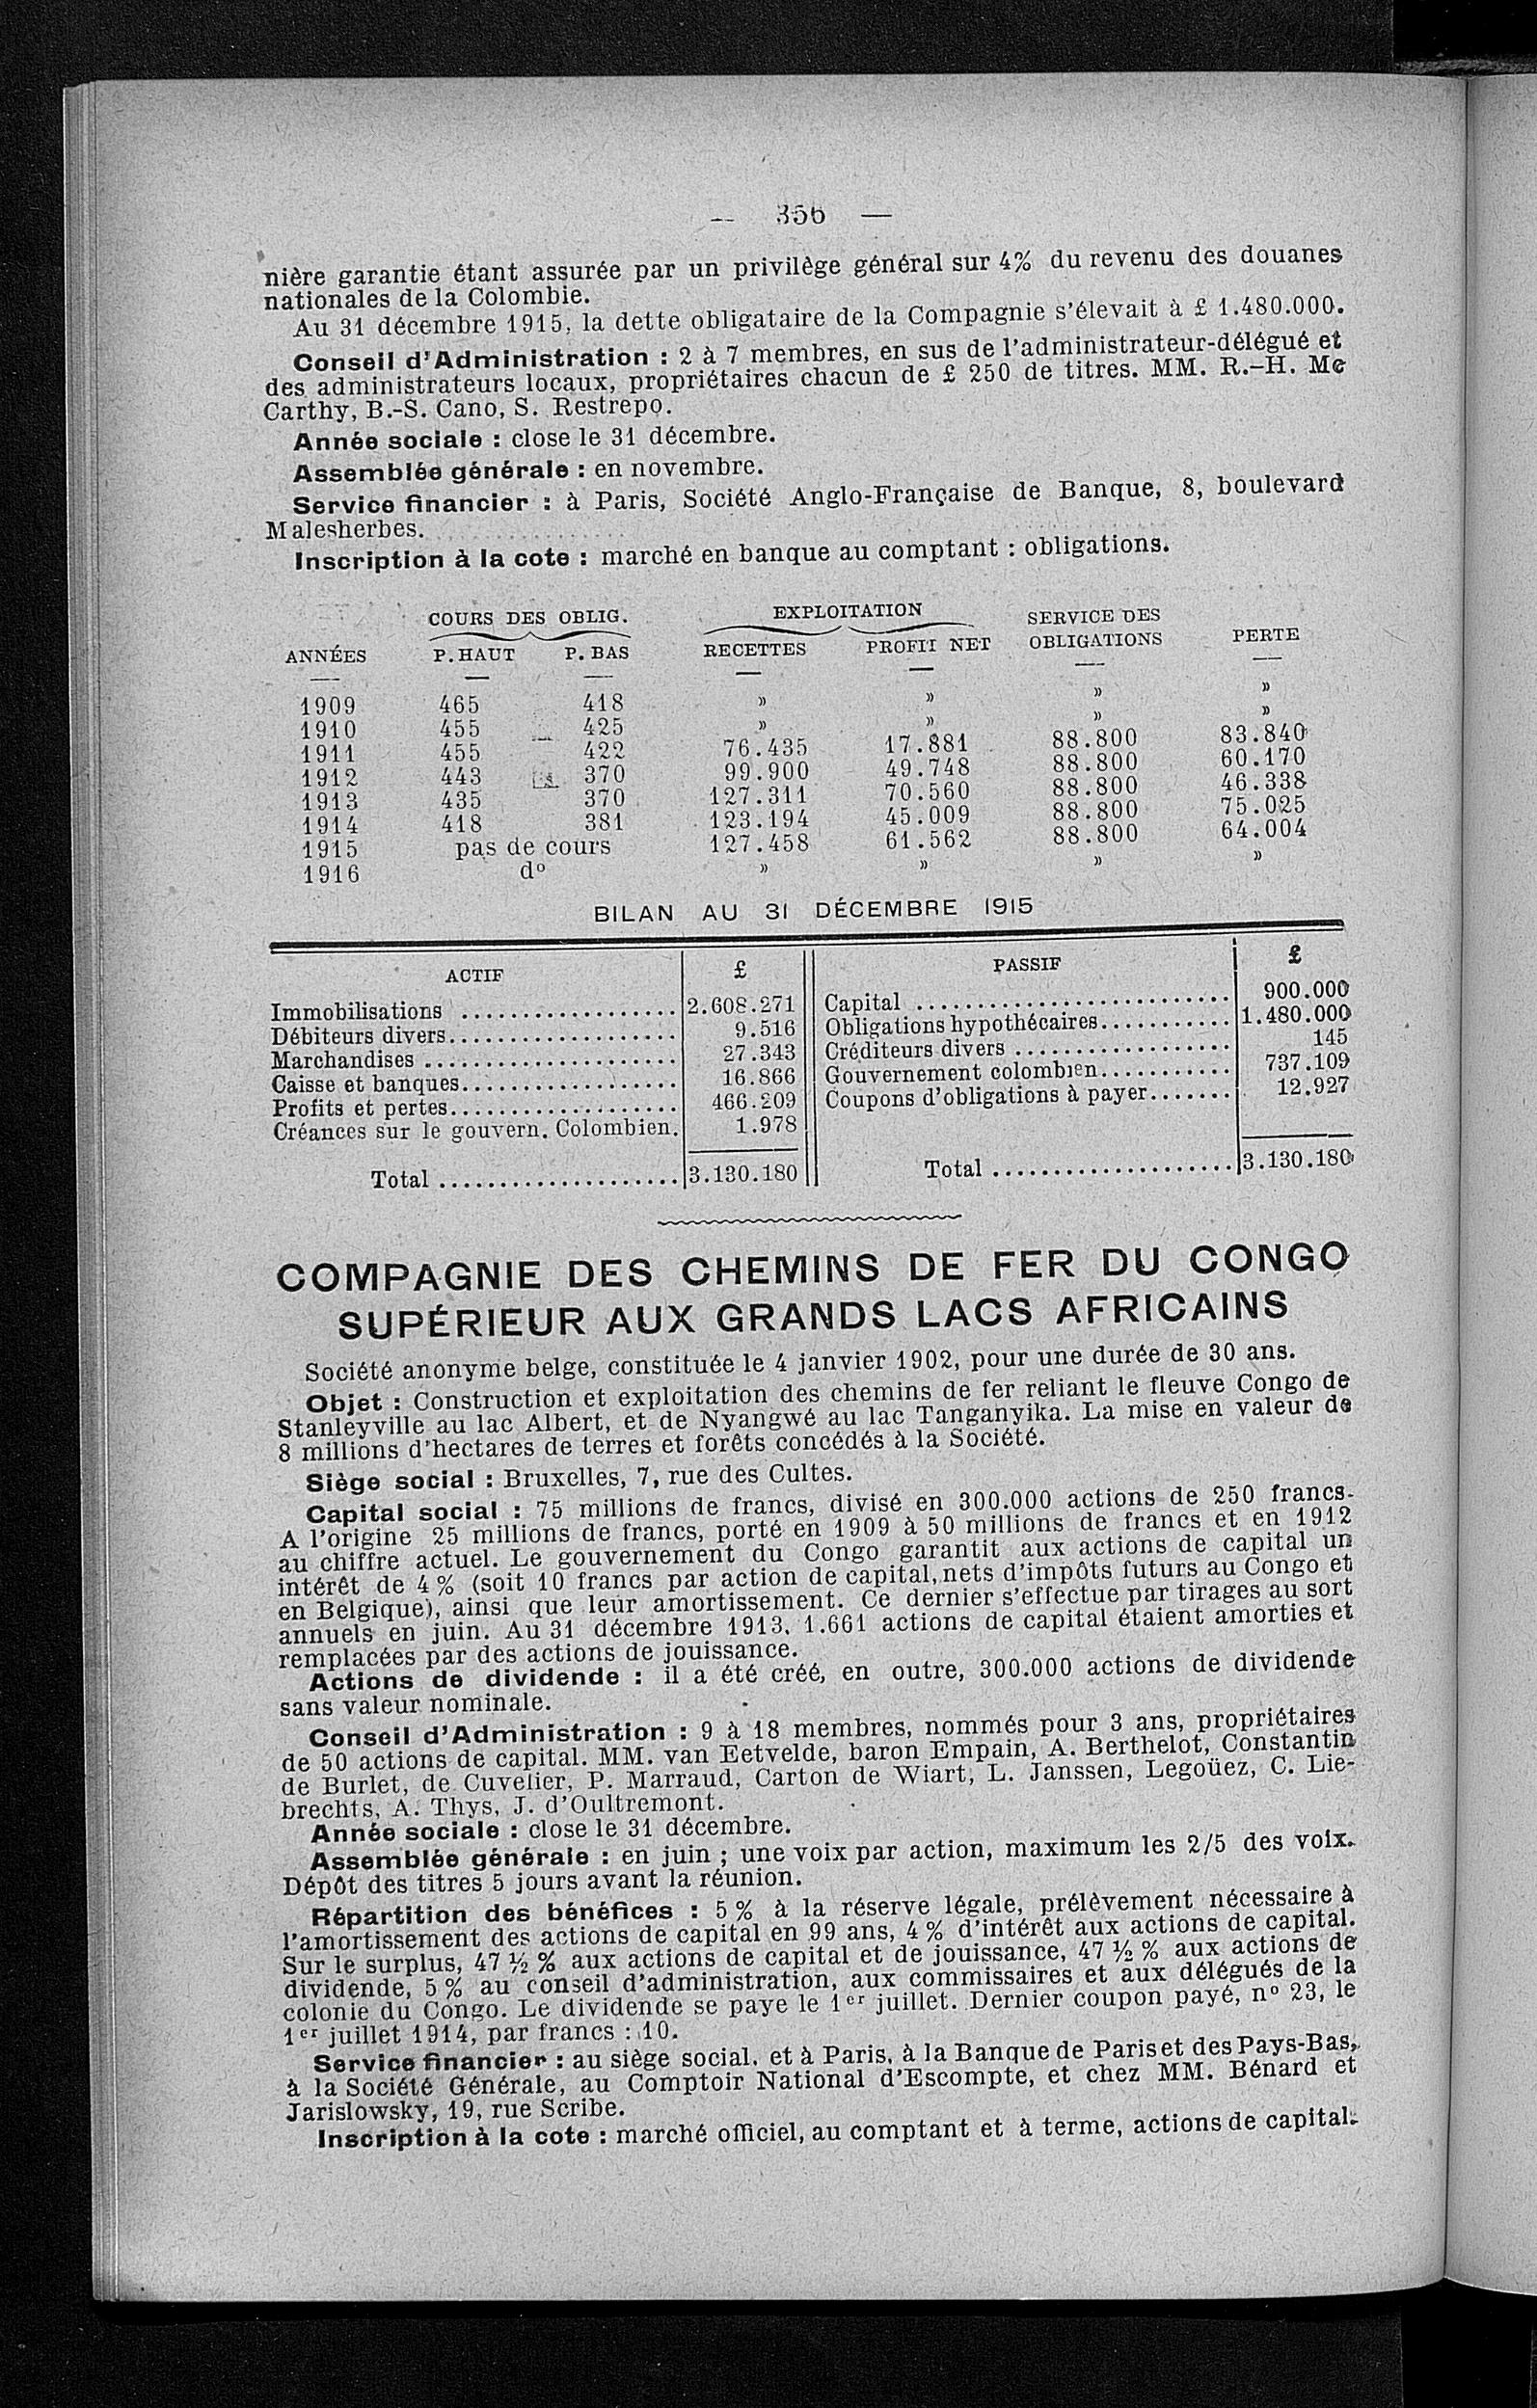 — 356 —
nière garantie étant assurée par un privilège général sur 4% du revenu des douanes
nationales de la Colombie.
Au 31 décembre 1915, la dette obligataire de la Compagnie s'élevait à £ 1.480.000.
Conseil d'Administration : 2 à 7 membres, en sus de l'administrateur-délégué et
des administrateurs locaux, propriétaires chacun de £ 250 de titres. MM. R.-H. Mc
Carthy, B.-S. Cano, S. Restrepo.
Année sociale : close le 31 décembre.
Assemblée générale : en novembre.
Service financier : à Paris, Société Anglo-Française de Banque, 8, boulevard
Malesherbes.
Inscription à la cote : marché en banque au comptant : obligations.
COURS DES OBLIG. EXPLOITATION SERVICE DES
ANNÉES P. HAUT P. BAS RECETTES PROFIT NET OBLIGATIONS PERTE
1909 465 418 » » » »
1910 455 425 » » » »
1911 455 422 76.435 17.881 88.800 83.840
1912 443 370 99.900 49.748 88.800 60.170
1913 435 370 127.311 70.560 88.800 46.338
1914 418 381 123.194 45.009 88.800 75.025
1915 pas de cours 127.458 61.562 88.800 64.004
1916 dº » » » »
BILAN AU 31 DÉCEMBRE 1915
ACTIF £ PASSIF £
Immobilisations .................. 2.608.271 Capital .......................... 900.000
Débiteurs divers................... 9.516 Obligations hypothécaires........... 1.480.000
Marchandises ..................... 27.343 Créditeurs divers .................. 145
Caisse et banques.................. 16.866 Gouvernement colombien........... 737.109
Profits et pertes................... 466.209 Coupons d'obligations à payer....... 12.927
Créances sur le gouvern. Colombien. 1.978
Total .................... 3.130.180 Total .................... 3.130.180
COMPAGNIE DES CHEMINS DE FER DU CONGO
SUPÉRIEUR AUX GRANDS LACS AFRICAINS
Société anonyme belge, constituée le 4 janvier 1902, pour une durée de 30 ans.
Objet : Construction et exploitation des chemins de fer reliant le fleuve Congo de
Stanleyville au lac Albert, et de Nyangwé au lac Tanganyika. La mise en valeur de
8 millions d'hectares de terres et forêts concédés à la Société.
Siège social : Bruxelles, 7, rue des Cultes.
Capital social : 75 millions de francs, divisé en 300.000 actions de 250 francs.
A l'origine 25 millions de francs, porté en 1909 à 50 millions de francs et en 1912
au chiffre actuel. Le gouvernement du Congo garantit aux actions de capital un
intérêt de 4 % (soit 10 francs par action de capital, nets d'impôts futurs au Congo et
en Belgique), ainsi que leur amortissement. Ce dernier s'effectue par tirages au sort
annuels en juin. Au 31 décembre 1913, 1.661 actions de capital étaient amorties et
remplacées par des actions de jouissance.
Actions de dividende : il a été créé, en outre, 300.000 actions de dividende
sans valeur nominale.
Conseil d'Administration : 9 à 18 membres, nommés pour 3 ans, propriétaires
de 50 actions de capital. MM. van Eetvelde, baron Empain, A. Berthelot, Constantin
de Burlet, de Cuvelier, P. Marraud, Carton de Wiart, L. Janssen, Legoüez, C. Lie-
brechts, A. Thys, J. d'Oultremont.
Année sociale : close le 31 décembre.
Assemblée générale : en juin ; une voix par action, maximum les 2/5 des voix.
Dépôt des titres 5 jours avant la réunion.
Répartition des bénéfices : 5 % à la réserve légale, prélèvement nécessaire à
l'amortissement des actions de capital en 99 ans, 4 % d'intérêt aux actions de capital.
Sur le surplus, 47 ½ % aux actions de capital et de jouissance, 47 ½ % aux actions de
dividende, 5 % au conseil d'administration, aux commissaires et aux délégués de la
colonie du Congo. Le dividende se paye le 1er juillet. Dernier coupon payé, nº 23, le
1er juillet 1914, par francs : 10.
Service financier : au siège social, et à Paris, à la Banque de Paris et des Pays-Bas,
à la Société Générale, au Comptoir National d'Escompte, et chez MM. Bénard et
Jarislowsky, 19, rue Scribe.
Inscription à la cote : marché officiel, au comptant et à terme, actions de capital.